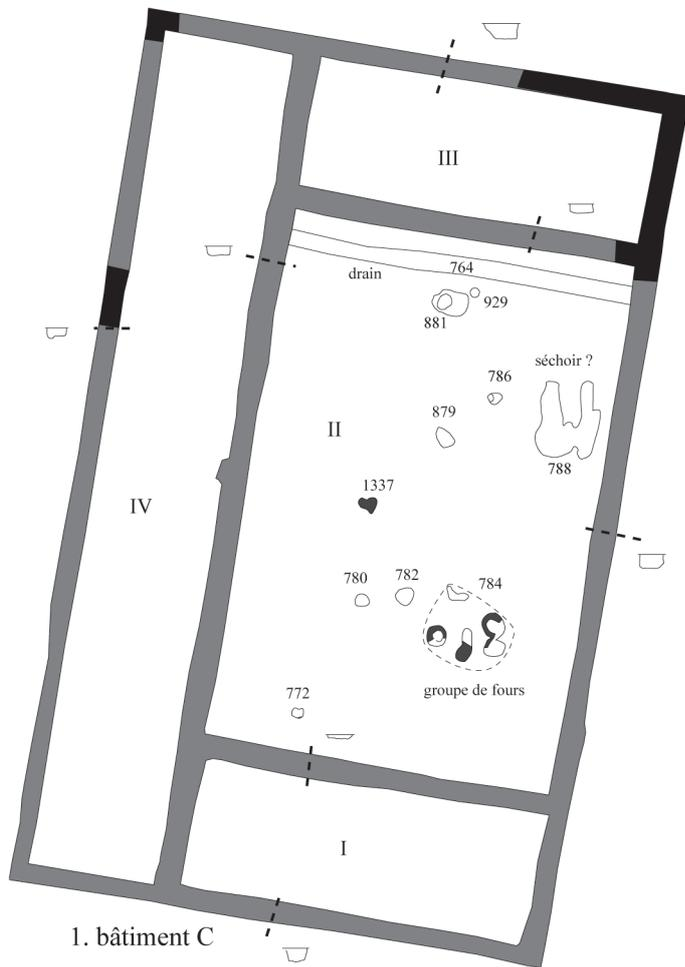 III
764
drain
929
881
séchoir ?
786
879
II
788
1337
IV
780
782
784
groupe de fours
772
I
1. bâtiment C